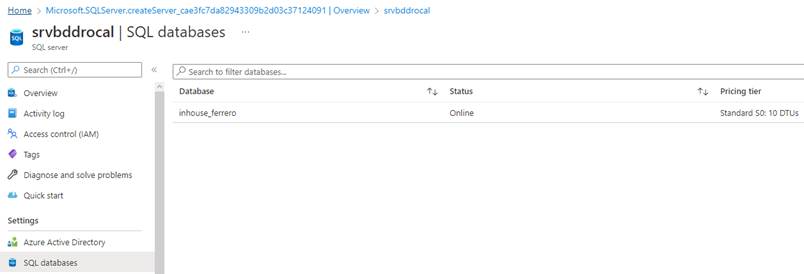 Home > Microsoft.SQLServer.createServer_cae3fc7da82943309b2d03c37124091 | Overview > srvbddrocal
srvbddrocal | SQL databases ...
SQL
SQL server
Search (Ctrl+/) «
Search to filter databases...
Overview
Activity log
Access control (IAM)
Tags
Diagnose and solve problems
Quick start
Settings
Azure Active Directory
SQL databases
Database ↑↓ Status ↑↓ Pricing tier
inhouse_ferrero Online Standard S0: 10 DTUs